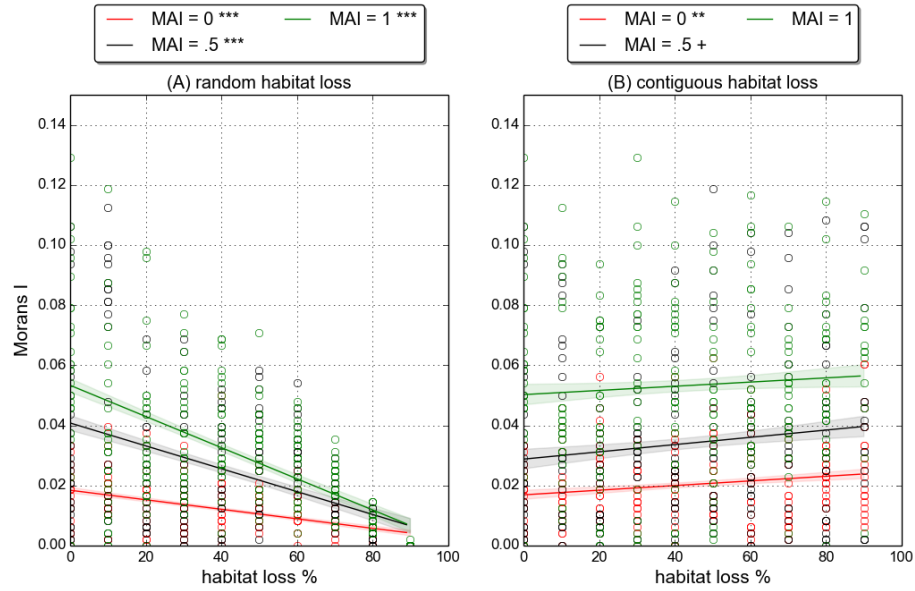 MAI = 0 *** MAI = 1 ***
MAI = .5 ***
MAI = 0 ** MAI = 1
MAI = .5 +
(A) random habitat loss
(B) contiguous habitat loss
Morans I
0.14
0.12
0.10
0.08
0.06
0.04
0.02
0.00
0 20 40 60 80 100
habitat loss %
0.14
0.12
0.10
0.08
0.06
0.04
0.02
0.00
0 20 40 60 80 100
habitat loss %